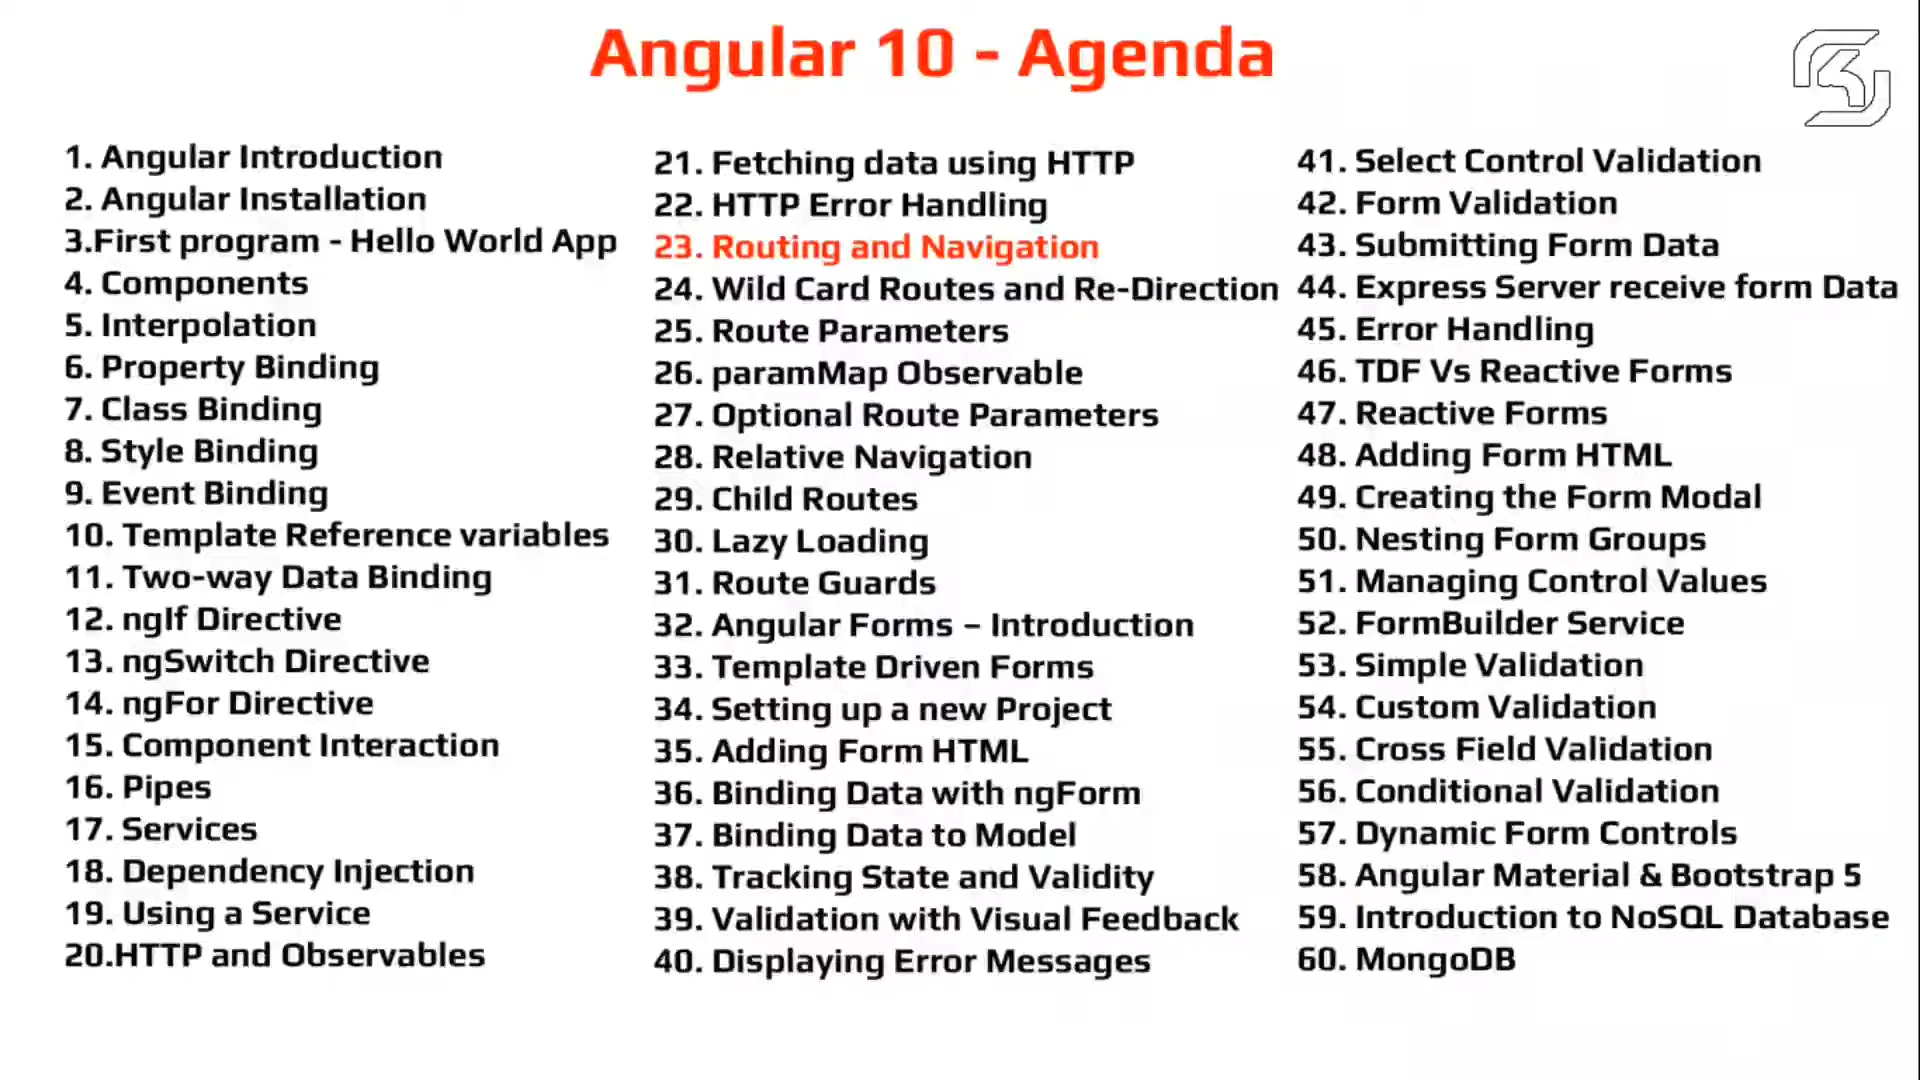 Angular 10 - Agenda
1. Angular Introduction
2. Angular Installation
3.First program - Hello World App
4. Components
5. Interpolation
6. Property Binding
7. Class Binding
8. Style Binding
9. Event Binding
10. Template Reference variables
11. Two-way Data Binding
12. ngIf Directive
13. ngSwitch Directive
14. ngFor Directive
15. Component Interaction
16. Pipes
17. Services
18. Dependency Injection
19. Using a Service
20.HTTP and Observables
21. Fetching data using HTTP
22. HTTP Error Handling
23. Routing and Navigation
24. Wild Card Routes and Re-Direction
25. Route Parameters
26. paramMap Observable
27. Optional Route Parameters
28. Relative Navigation
29. Child Routes
30. Lazy Loading
31. Route Guards
32. Angular Forms – Introduction
33. Template Driven Forms
34. Setting up a new Project
35. Adding Form HTML
36. Binding Data with ngForm
37. Binding Data to Model
38. Tracking State and Validity
39. Validation with Visual Feedback
40. Displaying Error Messages
41. Select Control Validation
42. Form Validation
43. Submitting Form Data
44. Express Server receive form Data
45. Error Handling
46. TDF Vs Reactive Forms
47. Reactive Forms
48. Adding Form HTML
49. Creating the Form Modal
50. Nesting Form Groups
51. Managing Control Values
52. FormBuilder Service
53. Simple Validation
54. Custom Validation
55. Cross Field Validation
56. Conditional Validation
57. Dynamic Form Controls
58. Angular Material & Bootstrap 5
59. Introduction to NoSQL Database
60. MongoDB